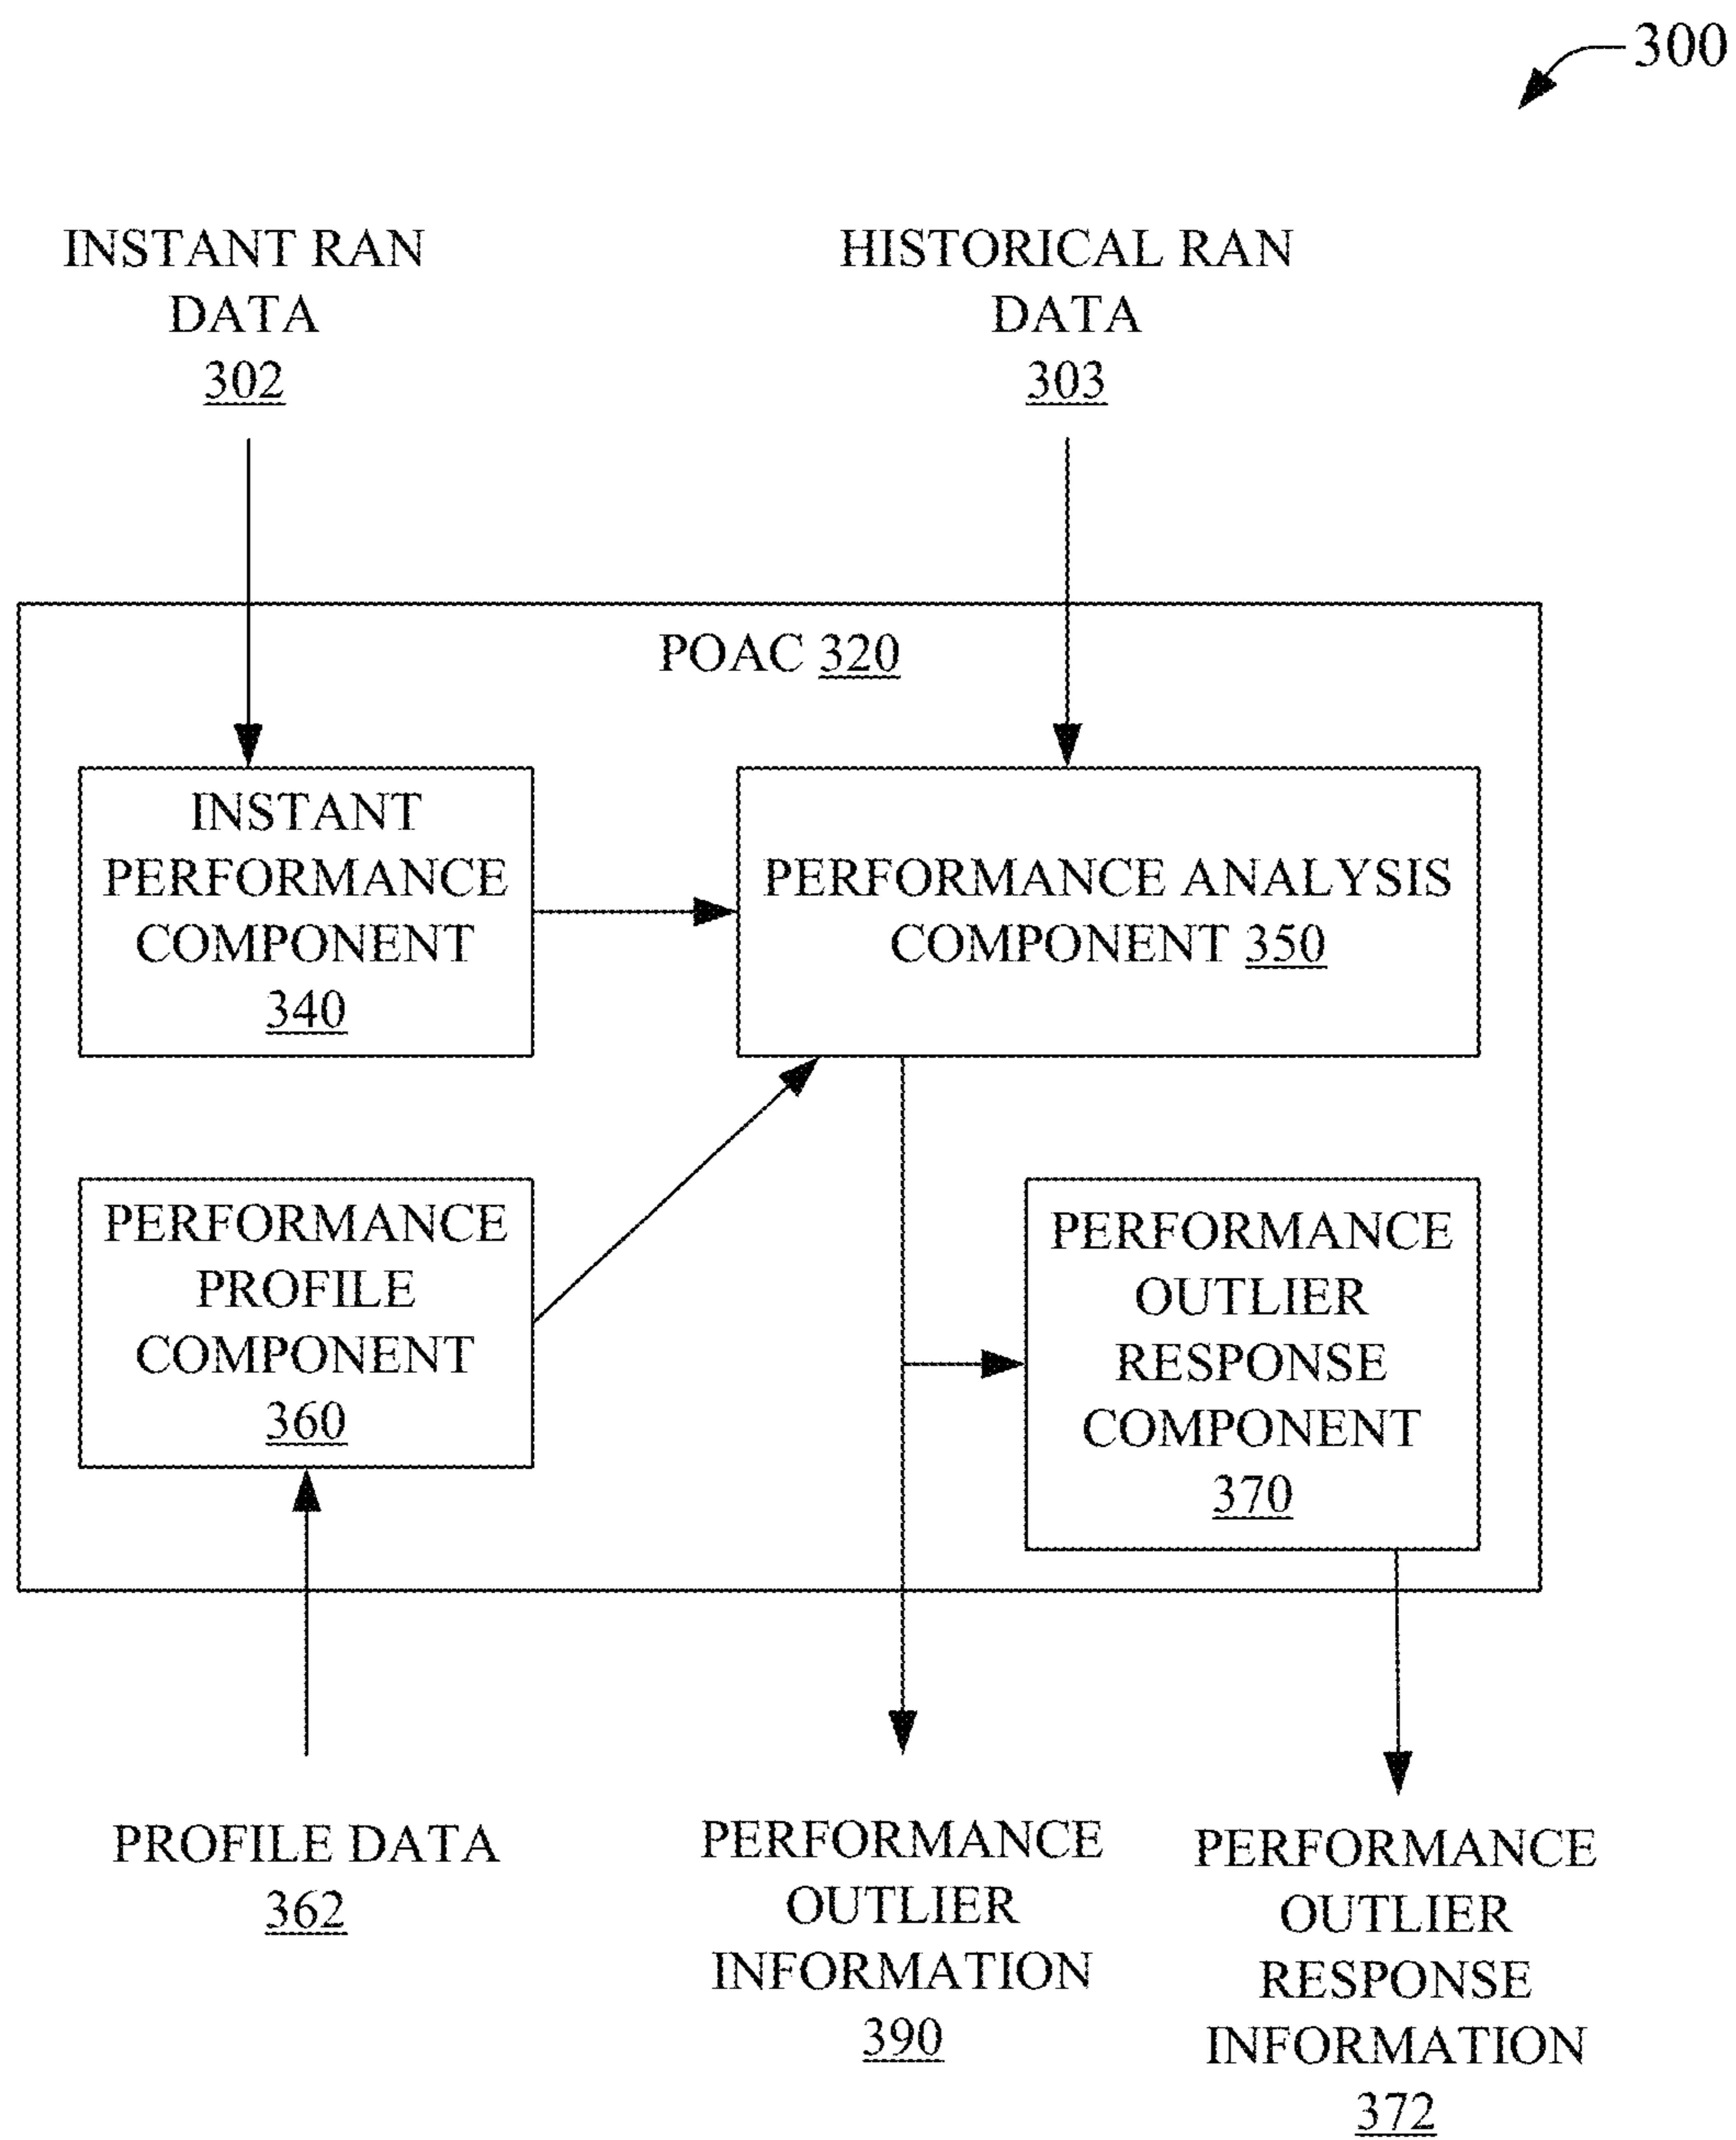 300
INSTANT RAN
DATA
302
HISTORICAL RAN
DATA
303
POAC 320
INSTANT
PERFORMANCE
COMPONENT
340
PERFORMANCE ANALYSIS
COMPONENT 350
PERFORMANCE
PROFILE
COMPONENT
360
PERFORMANCE
OUTLIER
RESPONSE
COMPONENT
370
PROFILE DATA
362
PERFORMANCE
OUTLIER
INFORMATION
390
PERFORMANCE
OUTLIER
RESPONSE
INFORMATION
372